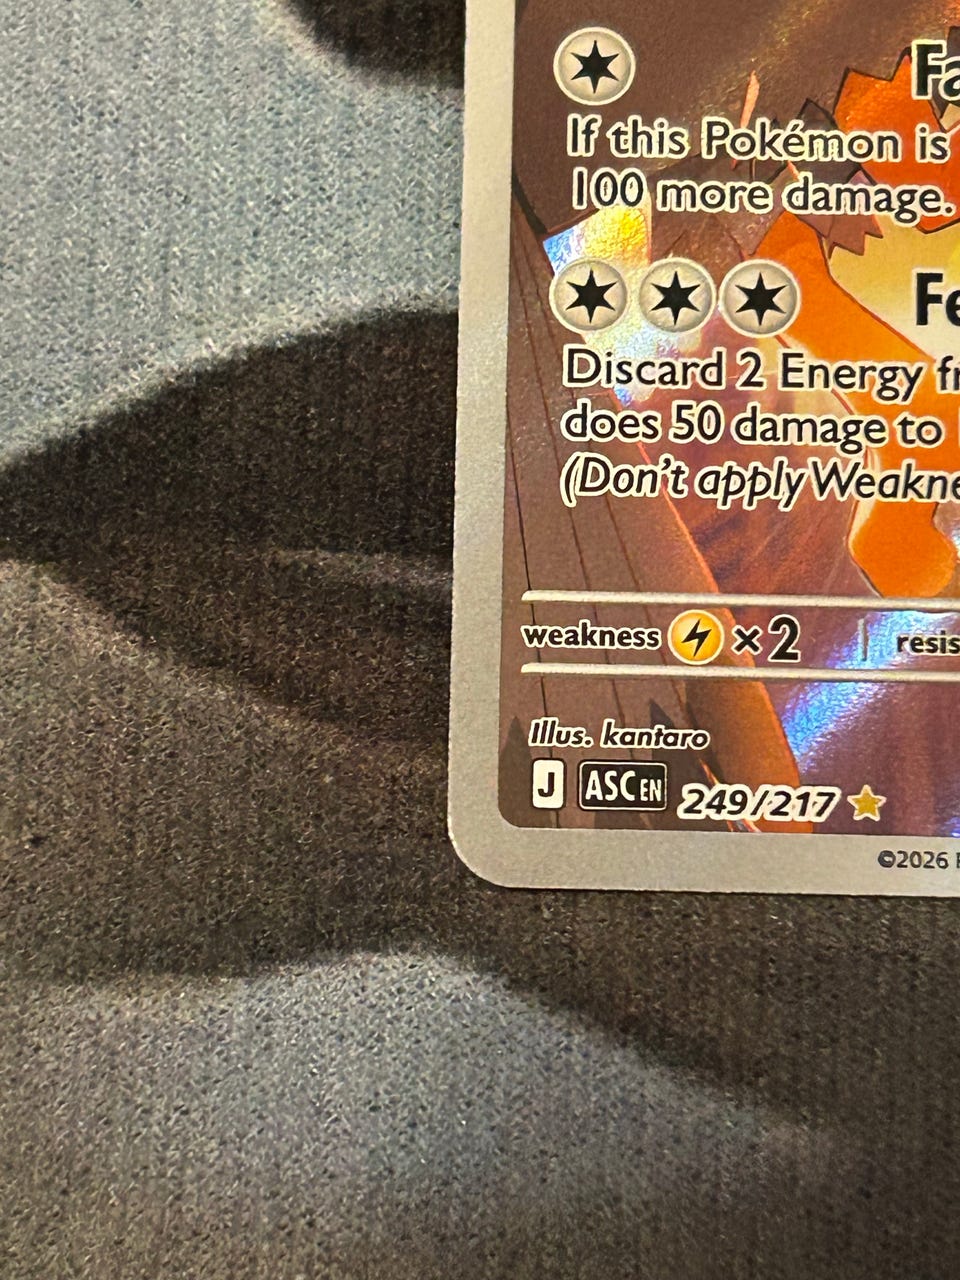 Fa
If this Pokémon is
100 more damage.
Fe
Discard 2 Energy fr
does 50 damage to
(Don't apply Weakne
weakness ×2 resis
Illus. kantaro
J ASC EN 249/217
©2026